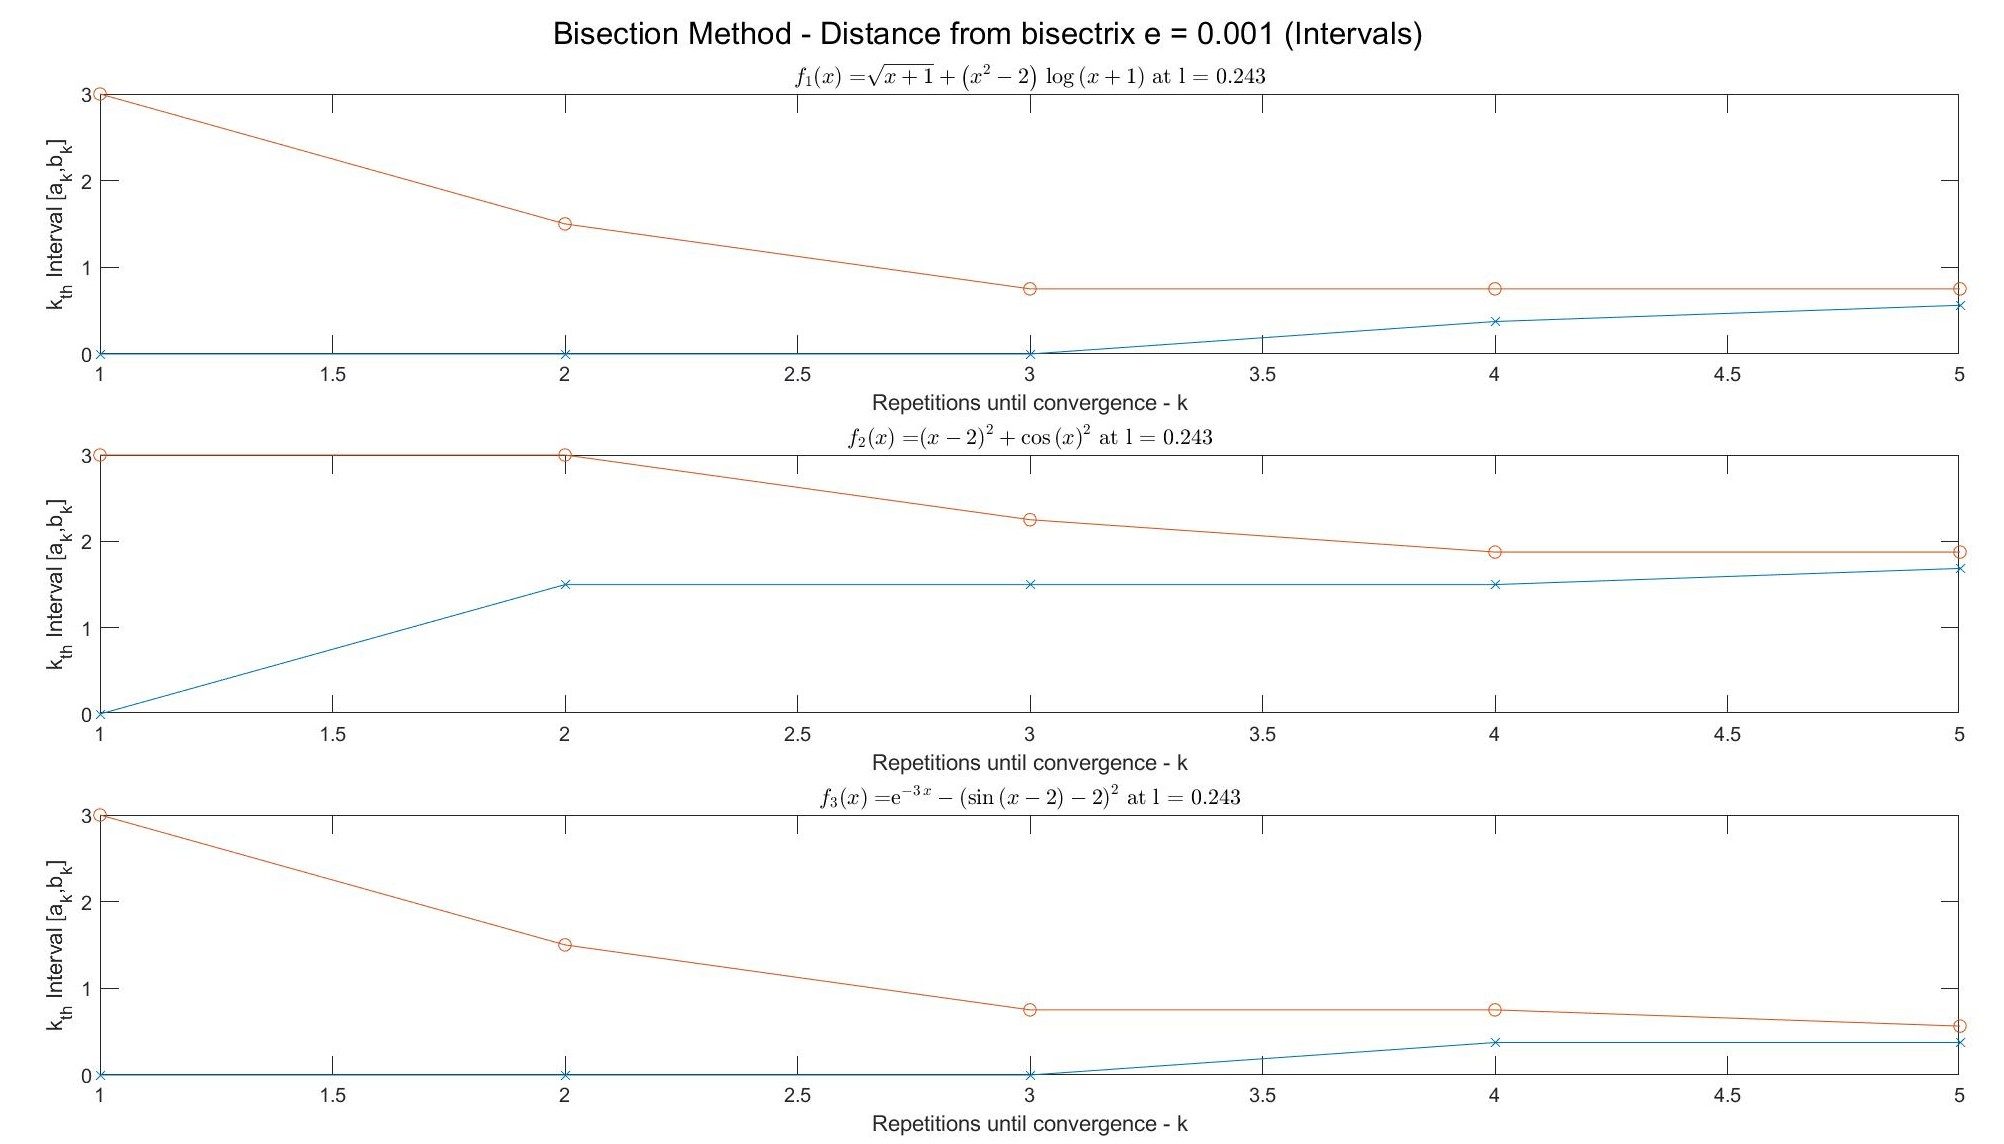 Bisection Method - Distance from bisectrix e = 0.001 (Intervals)
f₁(x) =√x + 1 + (x² − 2) log (x + 1) at l = 0.243
3
2
1
0
k_th Interval [a_k,b_k]
1 1.5 2 2.5 3 3.5 4 4.5 5
Repetitions until convergence - k
f₂(x) =(x − 2)² + cos (x)² at l = 0.243
3
2
1
0
k_th Interval [a_k,b_k]
1 1.5 2 2.5 3 3.5 4 4.5 5
Repetitions until convergence - k
f₃(x) =e⁻³ ˣ − (sin (x − 2) − 2)² at l = 0.243
3
2
1
0
k_th Interval [a_k,b_k]
1 1.5 2 2.5 3 3.5 4 4.5 5
Repetitions until convergence - k